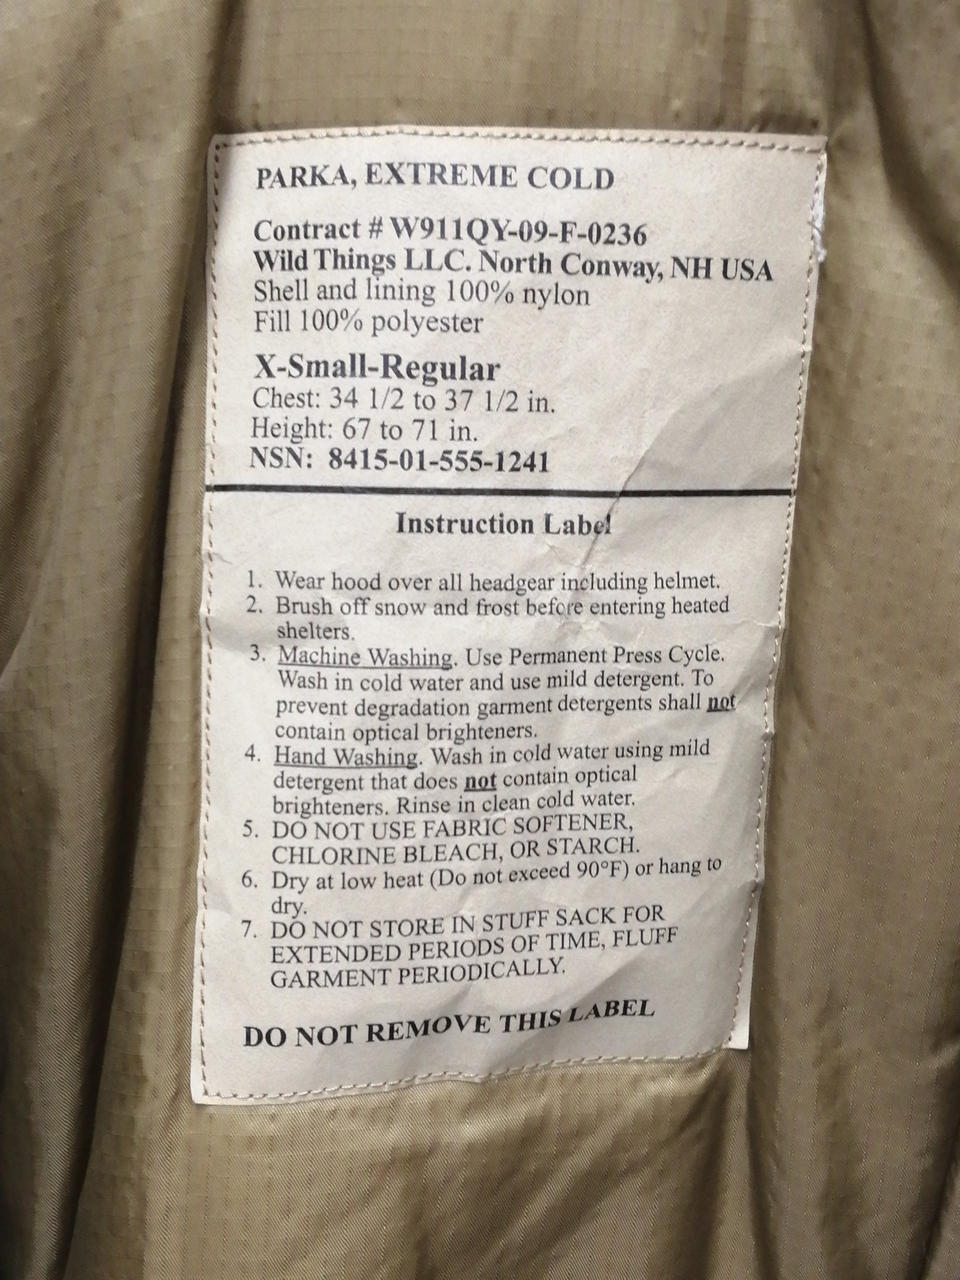 PARKA, EXTREME COLD
Contract # W911QY-09-F-0236
Wild Things LLC. North Conway, NH USA
Shell and lining 100% nylon
Fill 100% polyester
X-Small-Regular
Chest: 34 1/2 to 37 1/2 in.
Height: 67 to 71 in.
NSN: 8415-01-555-1241
Instruction Label
1. Wear hood over all headgear including helmet.
2. Brush off snow and frost before entering heated
shelters.
3. Machine Washing. Use Permanent Press Cycle.
Wash in cold water and use mild detergent. To
prevent degradation garment detergents shall not
contain optical brighteners.
4. Hand Washing. Wash in cold water using mild
detergent that does not contain optical
brighteners. Rinse in clean cold water.
5. DO NOT USE FABRIC SOFTENER,
CHLORINE BLEACH, OR STARCH.
6. Dry at low heat (Do not exceed 90°F) or hang to
dry.
7. DO NOT STORE IN STUFF SACK FOR
EXTENDED PERIODS OF TIME, FLUFF
GARMENT PERIODICALLY.
DO NOT REMOVE THIS LABEL